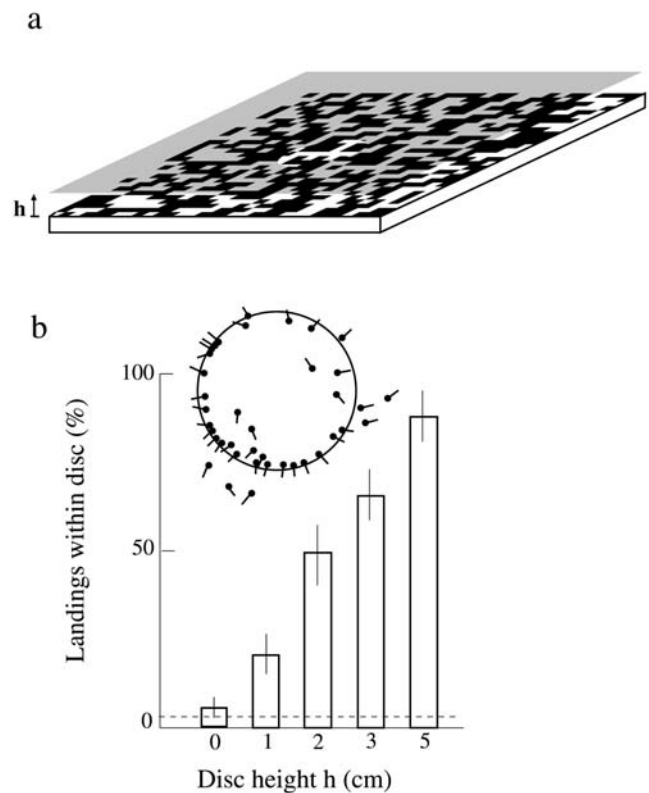 a
h
b
100
50
0
Landings within disc (%)
0 1 2 3 5
Disc height h (cm)